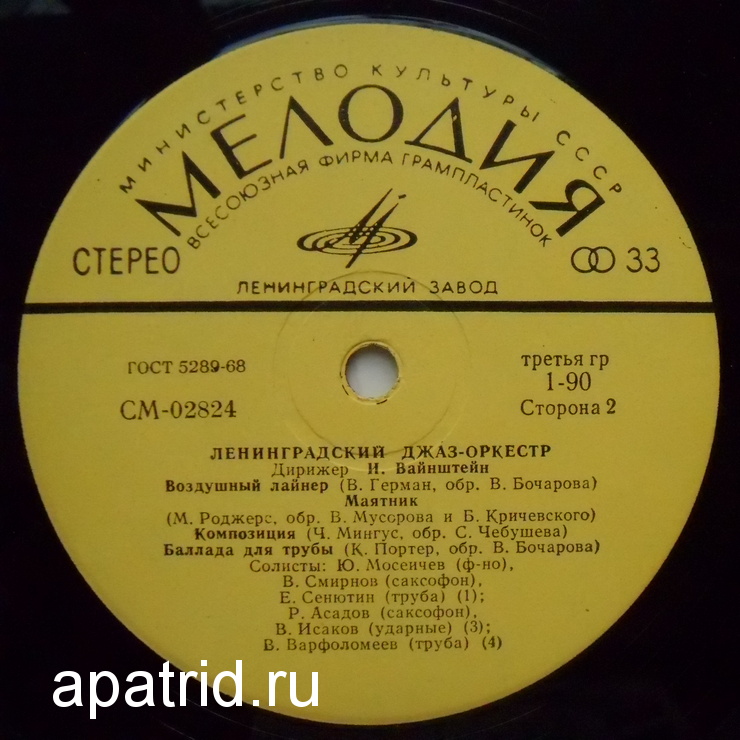 МИНИСТЕРСТВО КУЛЬТУРЫ СССР
МЕЛОДИЯ
ВСЕСОЮЗНАЯ ФИРМА ГРАМПЛАСТИНОК
СТЕРЕО
33
ЛЕНИНГРАДСКИЙ ЗАВОД
ГОСТ 5289-68
третья гр
1-90
СМ-02824
Сторона 2
ЛЕНИНГРАДСКИЙ ДЖАЗ-ОРКЕСТР
Дирижер И. Вайнштейн
Воздушный лайнер (В. Герман, обр. В. Бочарова)
Маятник
(М. Роджерс, обр. В. Мусорова и Б. Кричевского)
Композиция (Ч. Мингус, обр. С. Чебушева)
Баллада для трубы (К. Портер, обр. В. Бочарова)
Солисты: Ю. Мосеичев (ф-но),
В. Смирнов (саксофон),
Е. Сенютин (труба) (1);
Р. Асадов (саксофон),
В. Исаков (ударные) (3);
В. Варфоломеев (труба) (4)
apatrid.ru